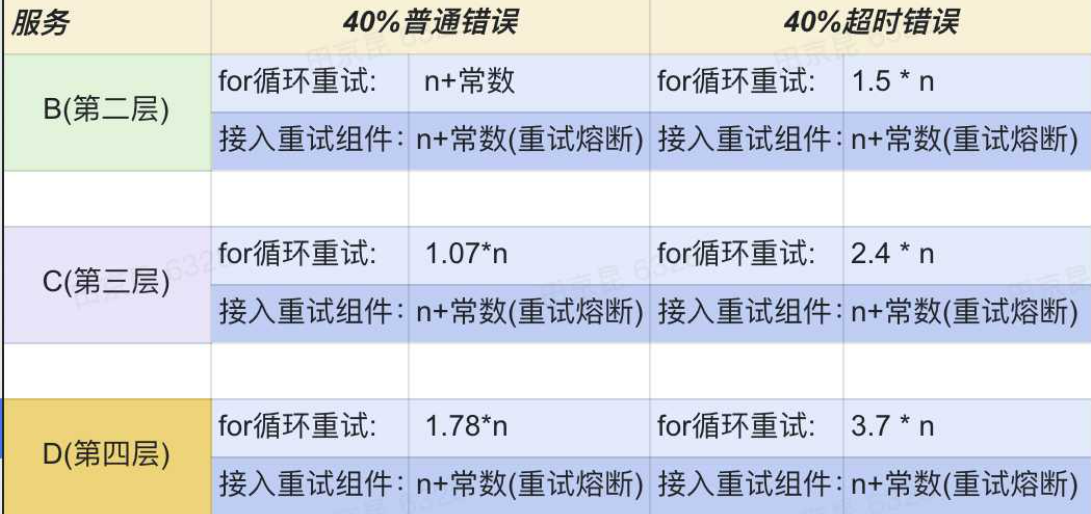 服务 40%普通错误 40%超时错误
B(第二层)
for循环重试: n+常数 for循环重试: 1.5 * n
接入重试组件: n+常数(重试熔断) 接入重试组件: n+常数(重试熔断)
C(第三层)
for循环重试: 1.07*n for循环重试: 2.4 * n
接入重试组件: n+常数(重试熔断) 接入重试组件: n+常数(重试熔断)
D(第四层)
for循环重试: 1.78*n for循环重试: 3.7 * n
接入重试组件: n+常数(重试熔断) 接入重试组件: n+常数(重试熔断)